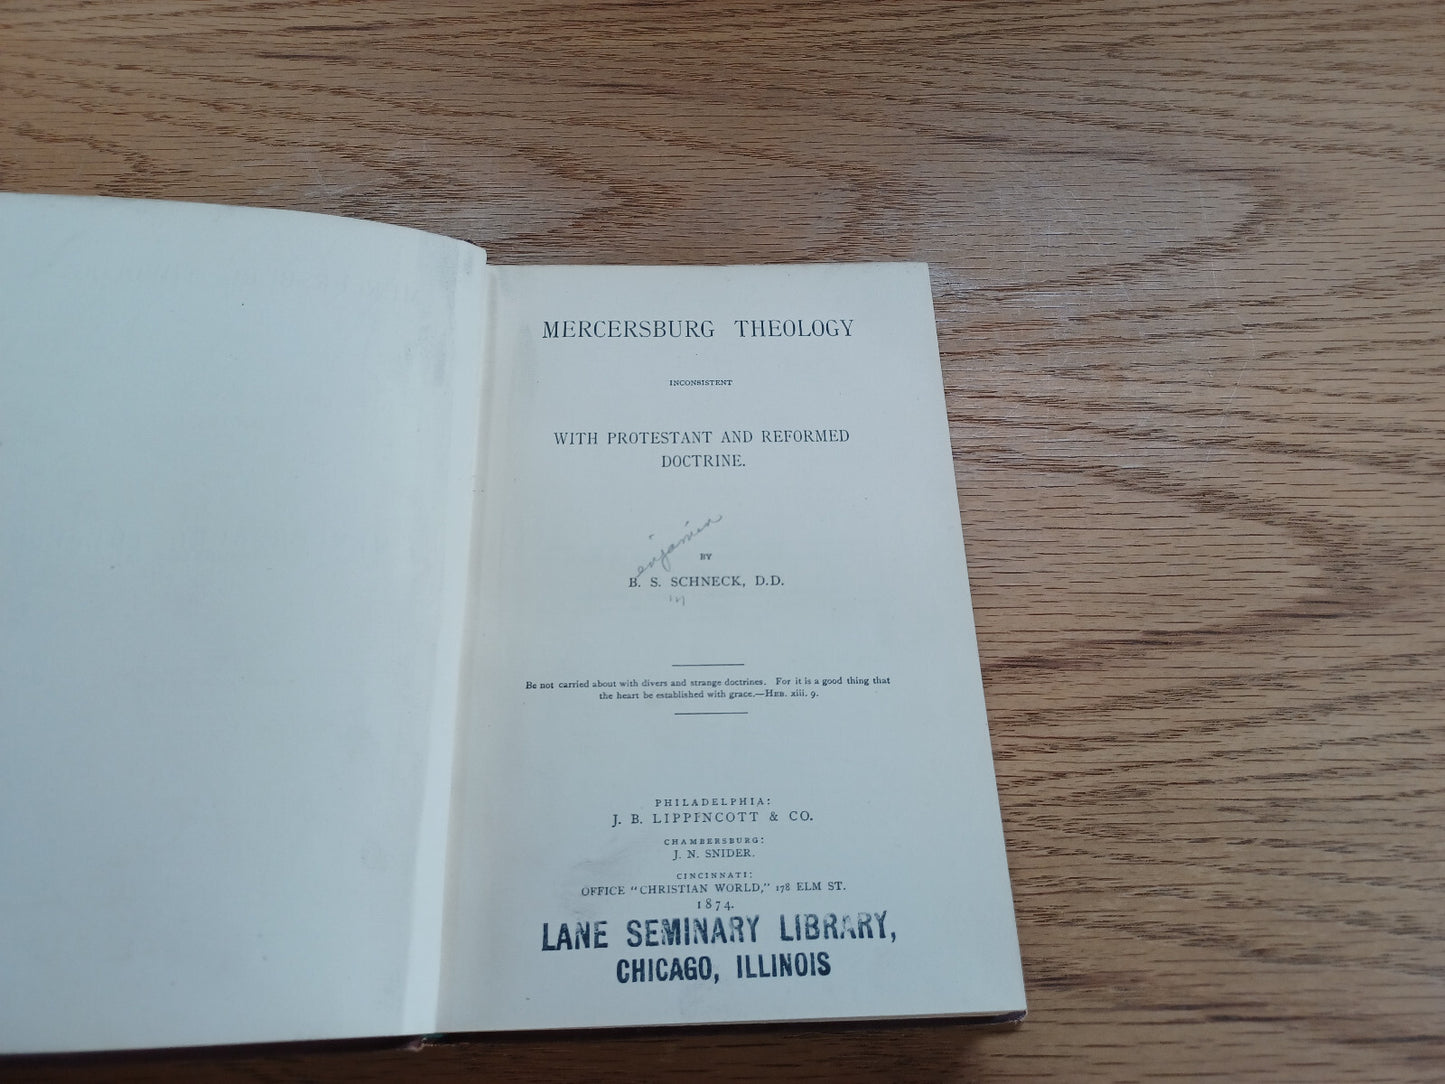 MERCERSBURG THEOLOGY
INCONSISTENT
WITH PROTESTANT AND REFORMED
DOCTRINE.
enjamin
BY
B. S. SCHNECK, D.D.
Be not carried about with divers and strange doctrines. For it is a good thing that
the heart be established with grace.—HEB. xiii. 9.
PHILADELPHIA:
J. B. LIPPINCOTT & CO.
CHAMBERSBURG:
J. N. SNIDER.
CINCINNATI:
OFFICE "CHRISTIAN WORLD," 178 ELM ST.
1874.
LANE SEMINARY LIBRARY,
CHICAGO, ILLINOIS